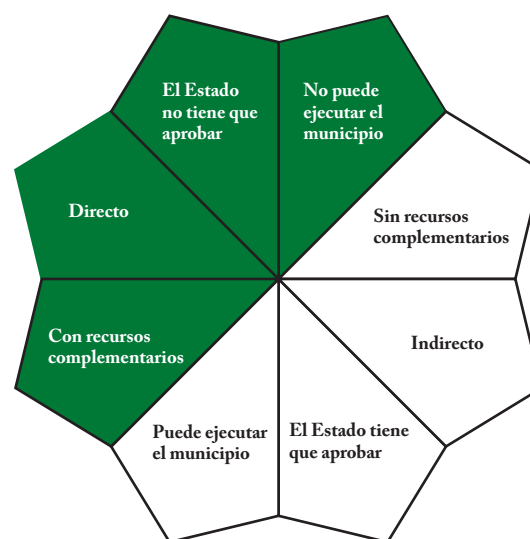 El Estado
no tiene que
aprobar
No puede
ejecutar el
municipio
Directo
Sin recursos
complementarios
Con recursos
complementarios
Indirecto
Puede ejecutar
el municipio
El Estado tiene
que aprobar